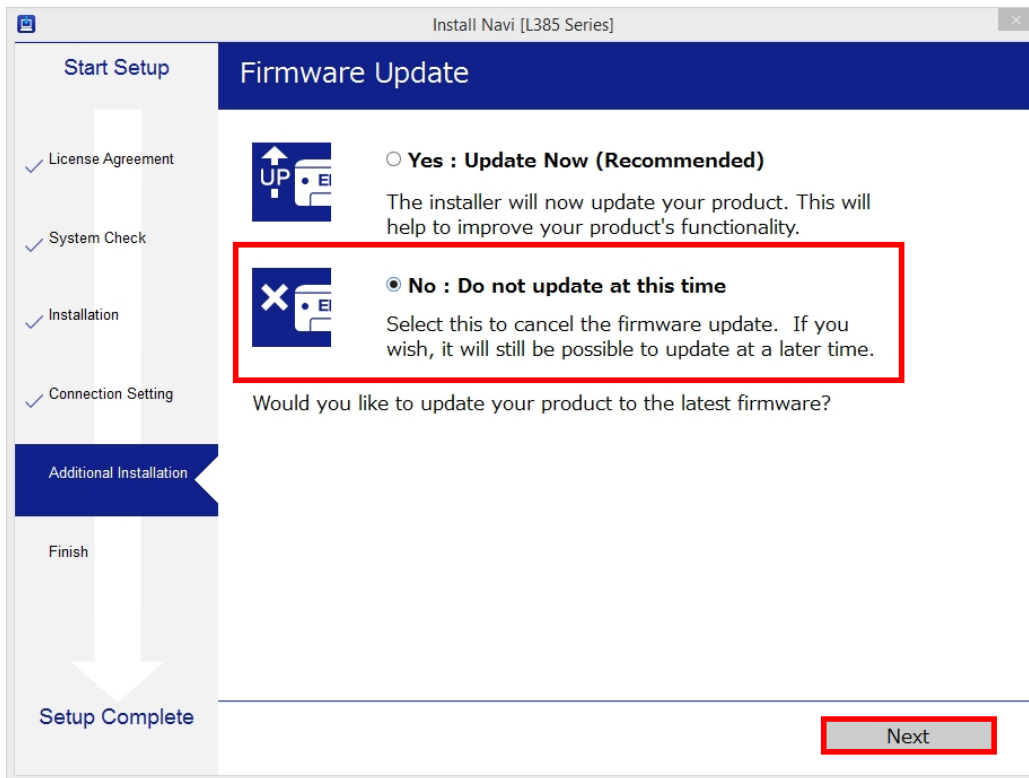 Install Navi [L385 Series]
Start Setup
License Agreement
System Check
Installation
Connection Setting
Additional Installation
Finish
Setup Complete
Firmware Update
UP
Yes : Update Now (Recommended)
The installer will now update your product. This will
help to improve your product's functionality.
No : Do not update at this time
Select this to cancel the firmware update.  If you
wish, it will still be possible to update at a later time.
Would you like to update your product to the latest firmware?
Next